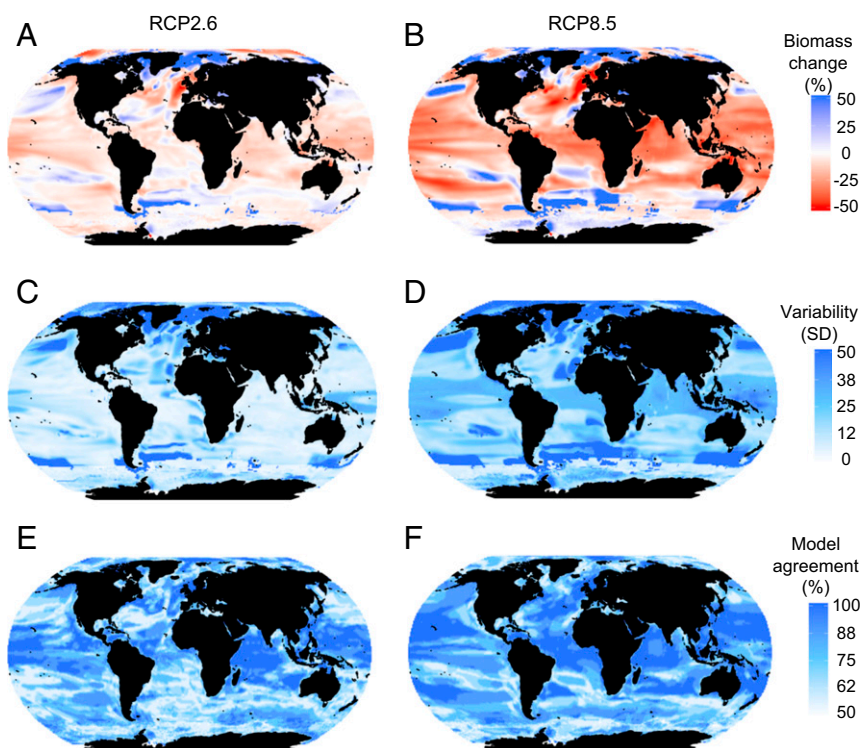 RCP2.6
RCP8.5
A
B
Biomass
change
(%)
50
25
0
-25
-50
C
D
Variability
(SD)
50
35
25
12
0
E
F
Model
agreement
(%)
100
88
75
62
50